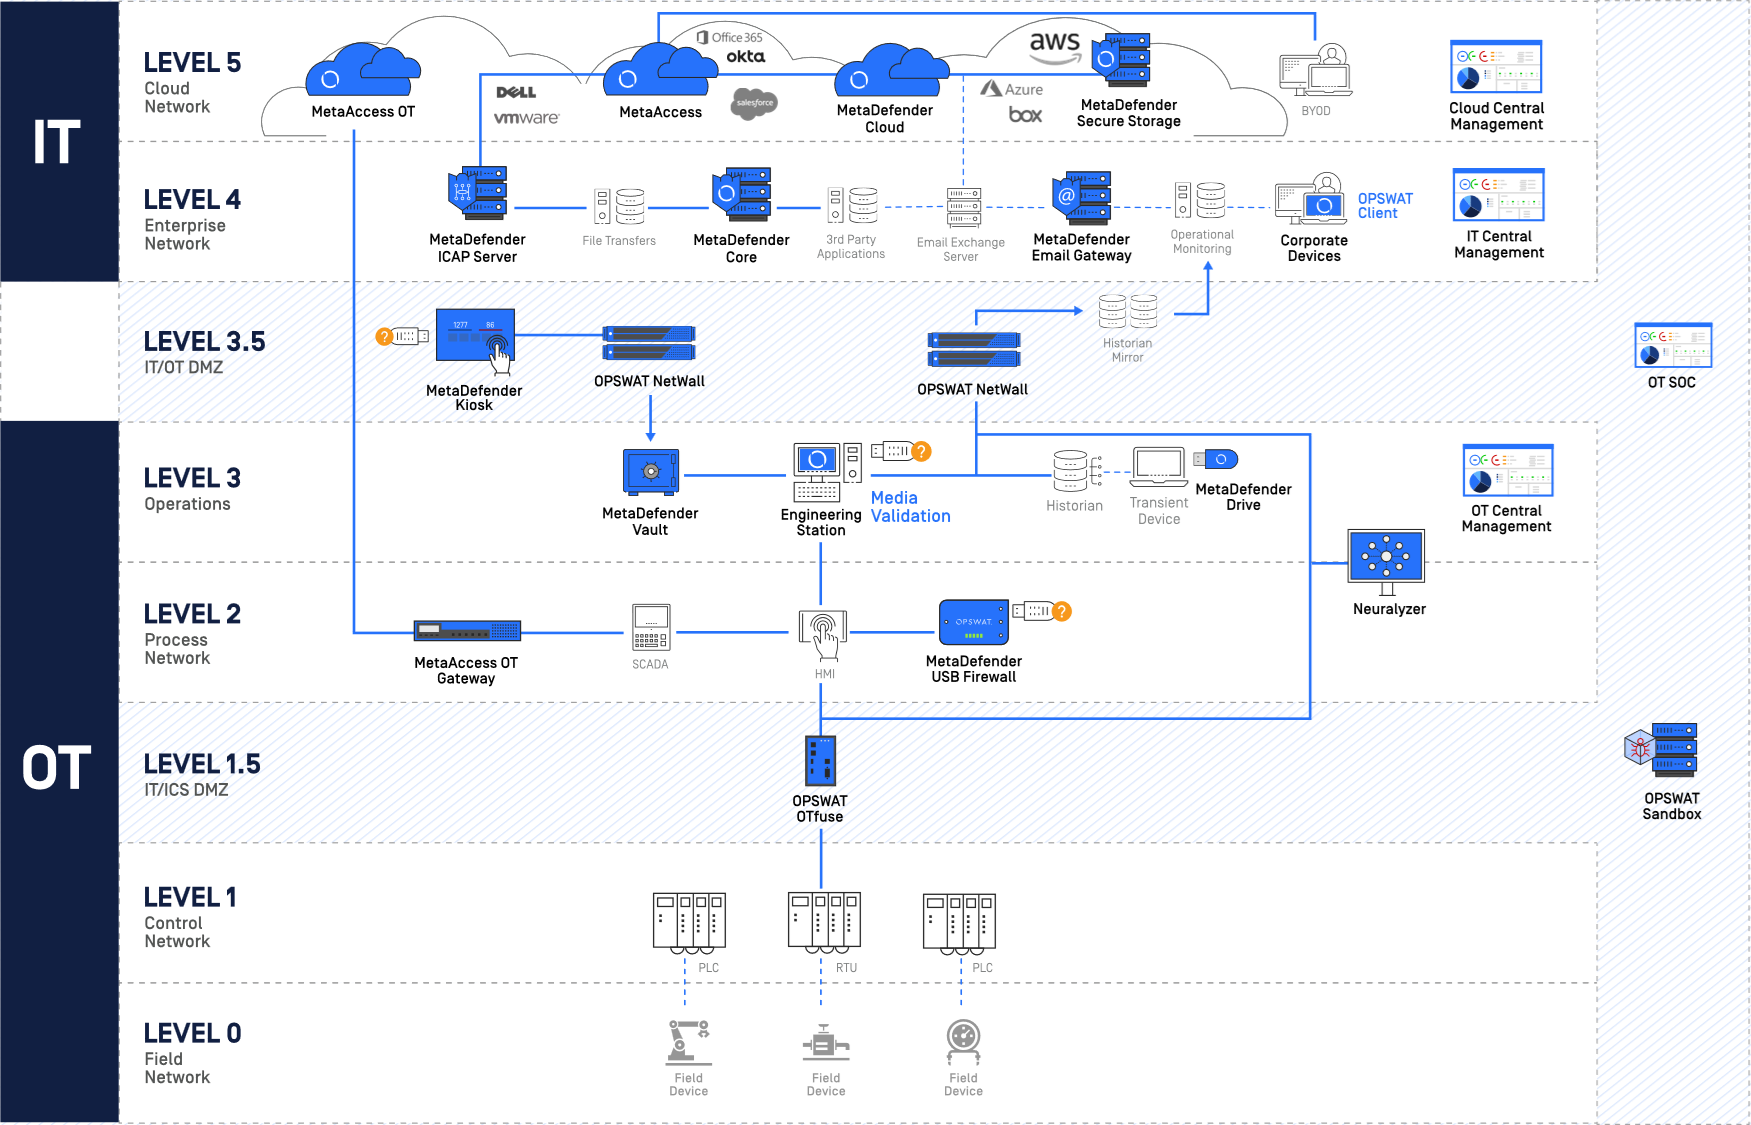 IT
OT
LEVEL 5
Cloud
Network
MetaAccess OT
DELL
vmware
Office 365
okta
MetaAccess
salesforce
MetaDefender
Cloud
aws
Azure
box
MetaDefender
Secure Storage
BYOD
Cloud Central
Management
LEVEL 4
Enterprise
Network
MetaDefender
ICAP Server
File Transfers
MetaDefender
Core
3rd Party
Applications
Email Exchange
Server
@
MetaDefender
Email Gateway
Operational
Monitoring
Corporate
Devices
OPSWAT
Client
IT Central
Management
LEVEL 3.5
IT/OT DMZ
?
1277
86
MetaDefender
Kiosk
OPSWAT NetWall
OPSWAT NetWall
Historian
Mirror
OT SOC
LEVEL 3
Operations
MetaDefender
Vault
Engineering
Station
?
Media
Validation
Historian
Transient
Device
MetaDefender
Drive
OT Central
Management
Neuralyzer
LEVEL 2
Process
Network
MetaAccess OT
Gateway
SCADA
HMI
OPSWAT
?
MetaDefender
USB Firewall
LEVEL 1.5
IT/ICS DMZ
OPSWAT
OTfuse
OPSWAT
Sandbox
LEVEL 1
Control
Network
PLC
RTU
PLC
LEVEL 0
Field
Network
Field
Device
Field
Device
Field
Device